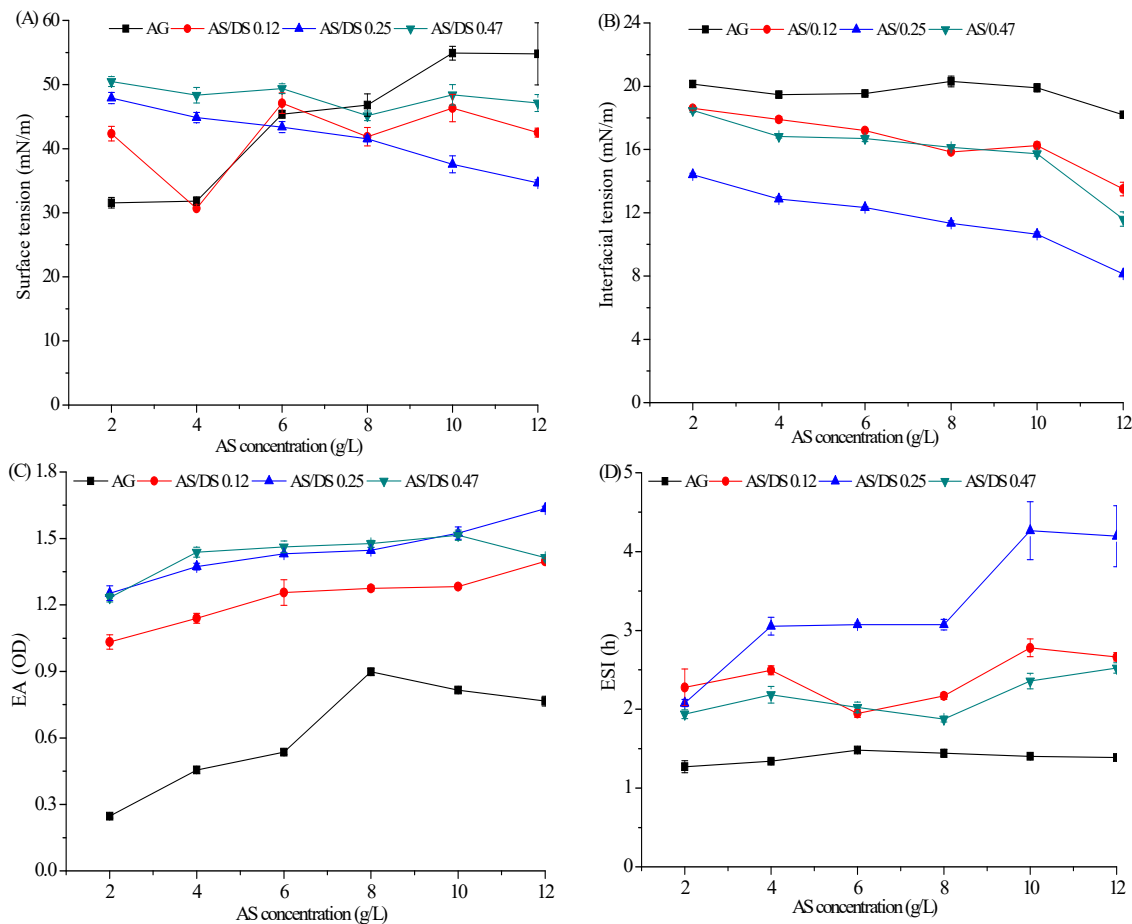 (A)
AG AS/DS 0.12 AS/DS 0.25 AS/DS 0.47
Surface tension (mN/m)
60
50
40
30
20
10
0
2 4 6 8 10 12
AS concentration (g/L)
(B)
AG AS/0.12 AS/0.25 AS/0.47
Interfacial tension (mN/m)
24
20
16
12
8
4
0
2 4 6 8 10 12
AS concentration (g/L)
(C)
AG AS/DS 0.12 AS/DS 0.25 AS/DS 0.47
EA (OD)
1.8
1.5
1.2
0.9
0.6
0.3
0.0
2 4 6 8 10 12
AS concentration (g/L)
(D)
AG AS/DS 0.12 AS/DS 0.25 AS/DS 0.47
ESI (h)
5
4
3
2
1
0
2 4 6 8 10 12
AS concentration (g/L)